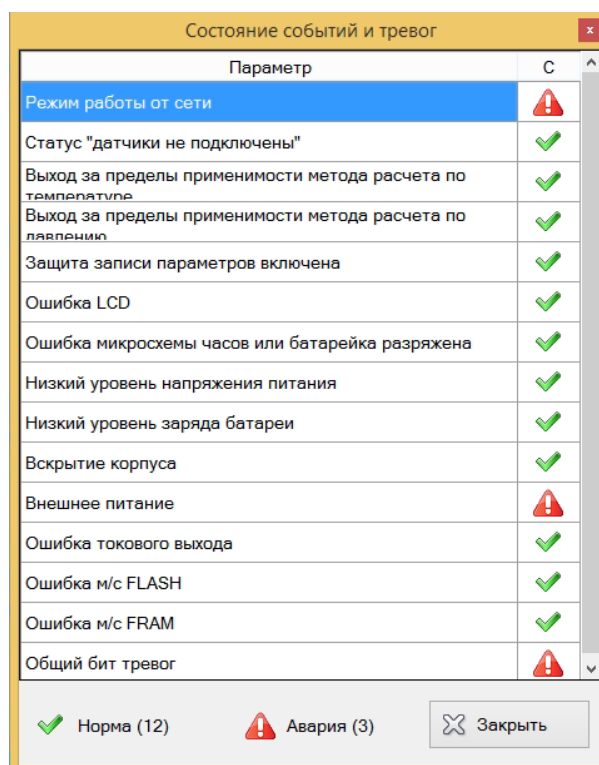 Состояние событий и тревог
x
Параметр С
Режим работы от сети
Статус "датчики не подключены"
Выход за пределы применимости метода расчета по
температуре
Выход за пределы применимости метода расчета по
давлению
Защита записи параметров включена
Ошибка LCD
Ошибка микросхемы часов или батарейка разряжена
Низкий уровень напряжения питания
Низкий уровень заряда батареи
Вскрытие корпуса
Внешнее питание
Ошибка токового выхода
Ошибка м/с FLASH
Ошибка м/с FRAM
Общий бит тревог
Норма (12) Авария (3) Закрыть